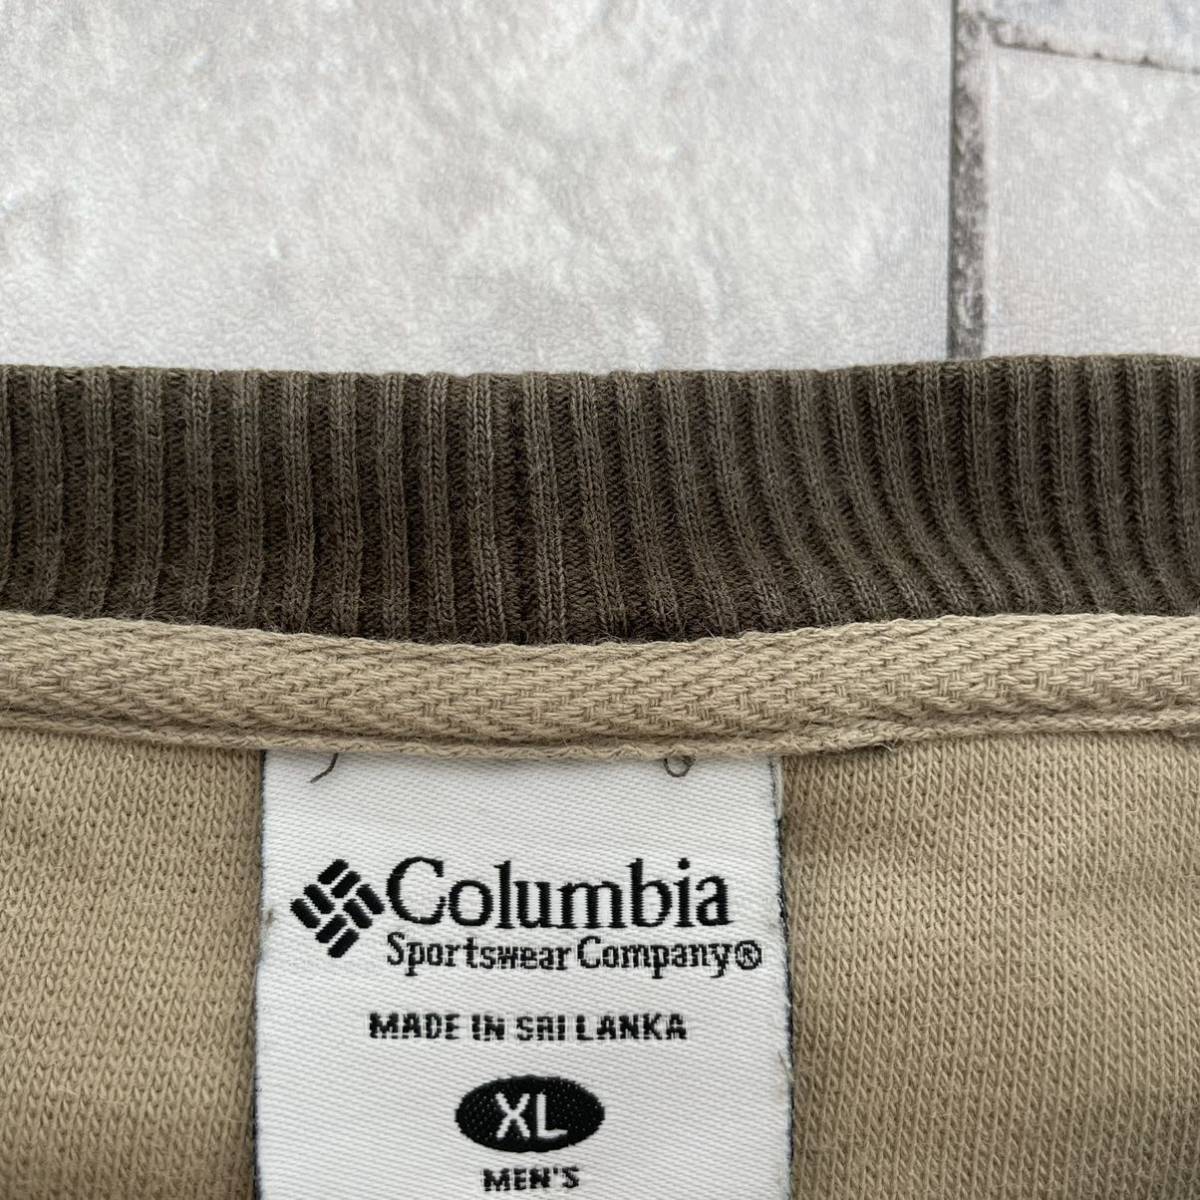 Columbia
Sportswear Company®
MADE IN SRI LANKA
XL
MEN'S